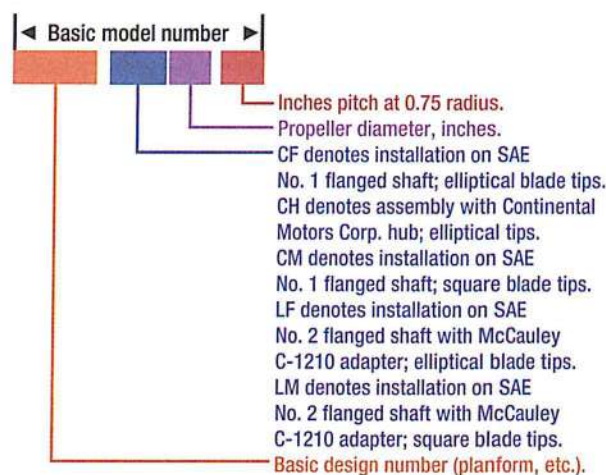 Basic model number
Inches pitch at 0.75 radius.
Propeller diameter, inches.
CF denotes installation on SAE
No. 1 flanged shaft; elliptical blade tips.
CH denotes assembly with Continental
Motors Corp. hub; elliptical tips.
CM denotes installation on SAE
No. 1 flanged shaft; square blade tips.
LF denotes installation on SAE
No. 2 flanged shaft with McCauley
C-1210 adapter; elliptical blade tips.
LM denotes installation on SAE
No. 2 flanged shaft with McCauley
C-1210 adapter; square blade tips.
Basic design number (planform, etc.).